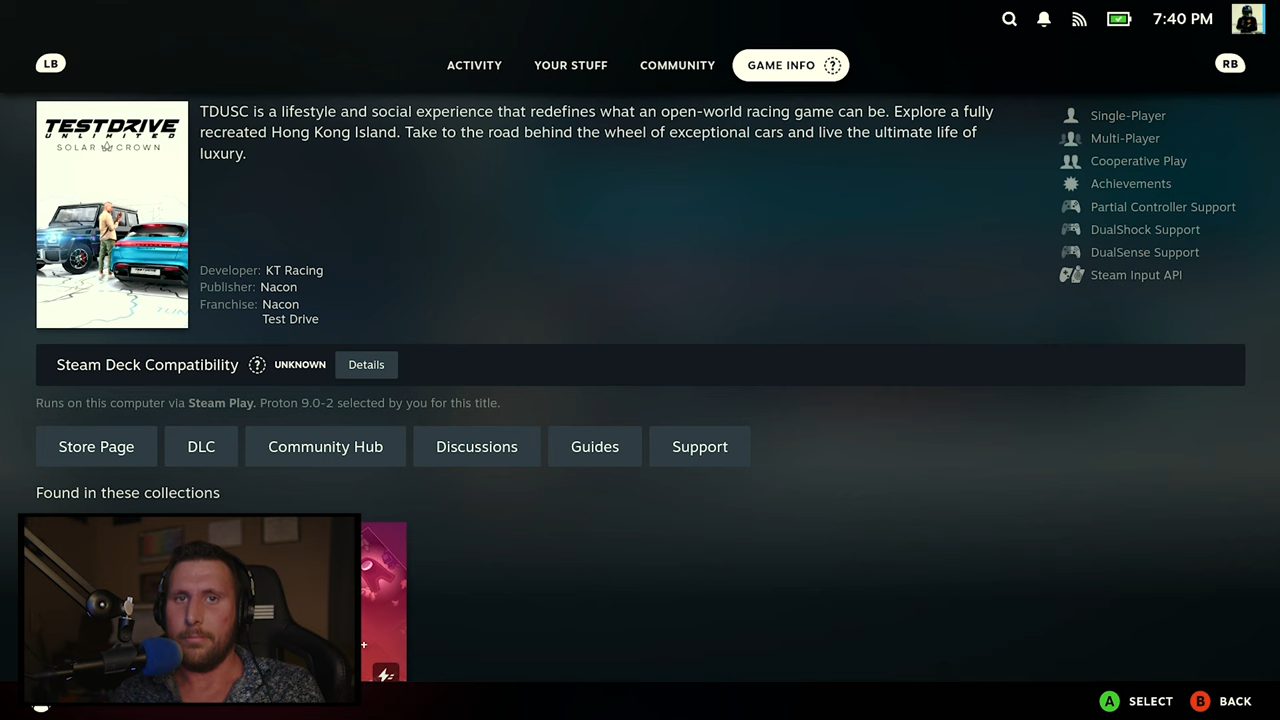 7:40 PM
LB
ACTIVITY
YOUR STUFF
COMMUNITY
GAME INFO ?
RB
TESTDRIVE
UNLIMITED
SOLAR CROWN
TDUSC is a lifestyle and social experience that redefines what an open-world racing game can be. Explore a fully
recreated Hong Kong Island. Take to the road behind the wheel of exceptional cars and live the ultimate life of
luxury.
Developer: KT Racing
Publisher: Nacon
Franchise: Nacon
Test Drive
Single-Player
Multi-Player
Cooperative Play
Achievements
Partial Controller Support
DualShock Support
DualSense Support
Steam Input API
Steam Deck Compatibility ? UNKNOWN Details
Runs on this computer via Steam Play. Proton 9.0-2 selected by you for this title.
Store Page
DLC
Community Hub
Discussions
Guides
Support
Found in these collections
A SELECT
B BACK